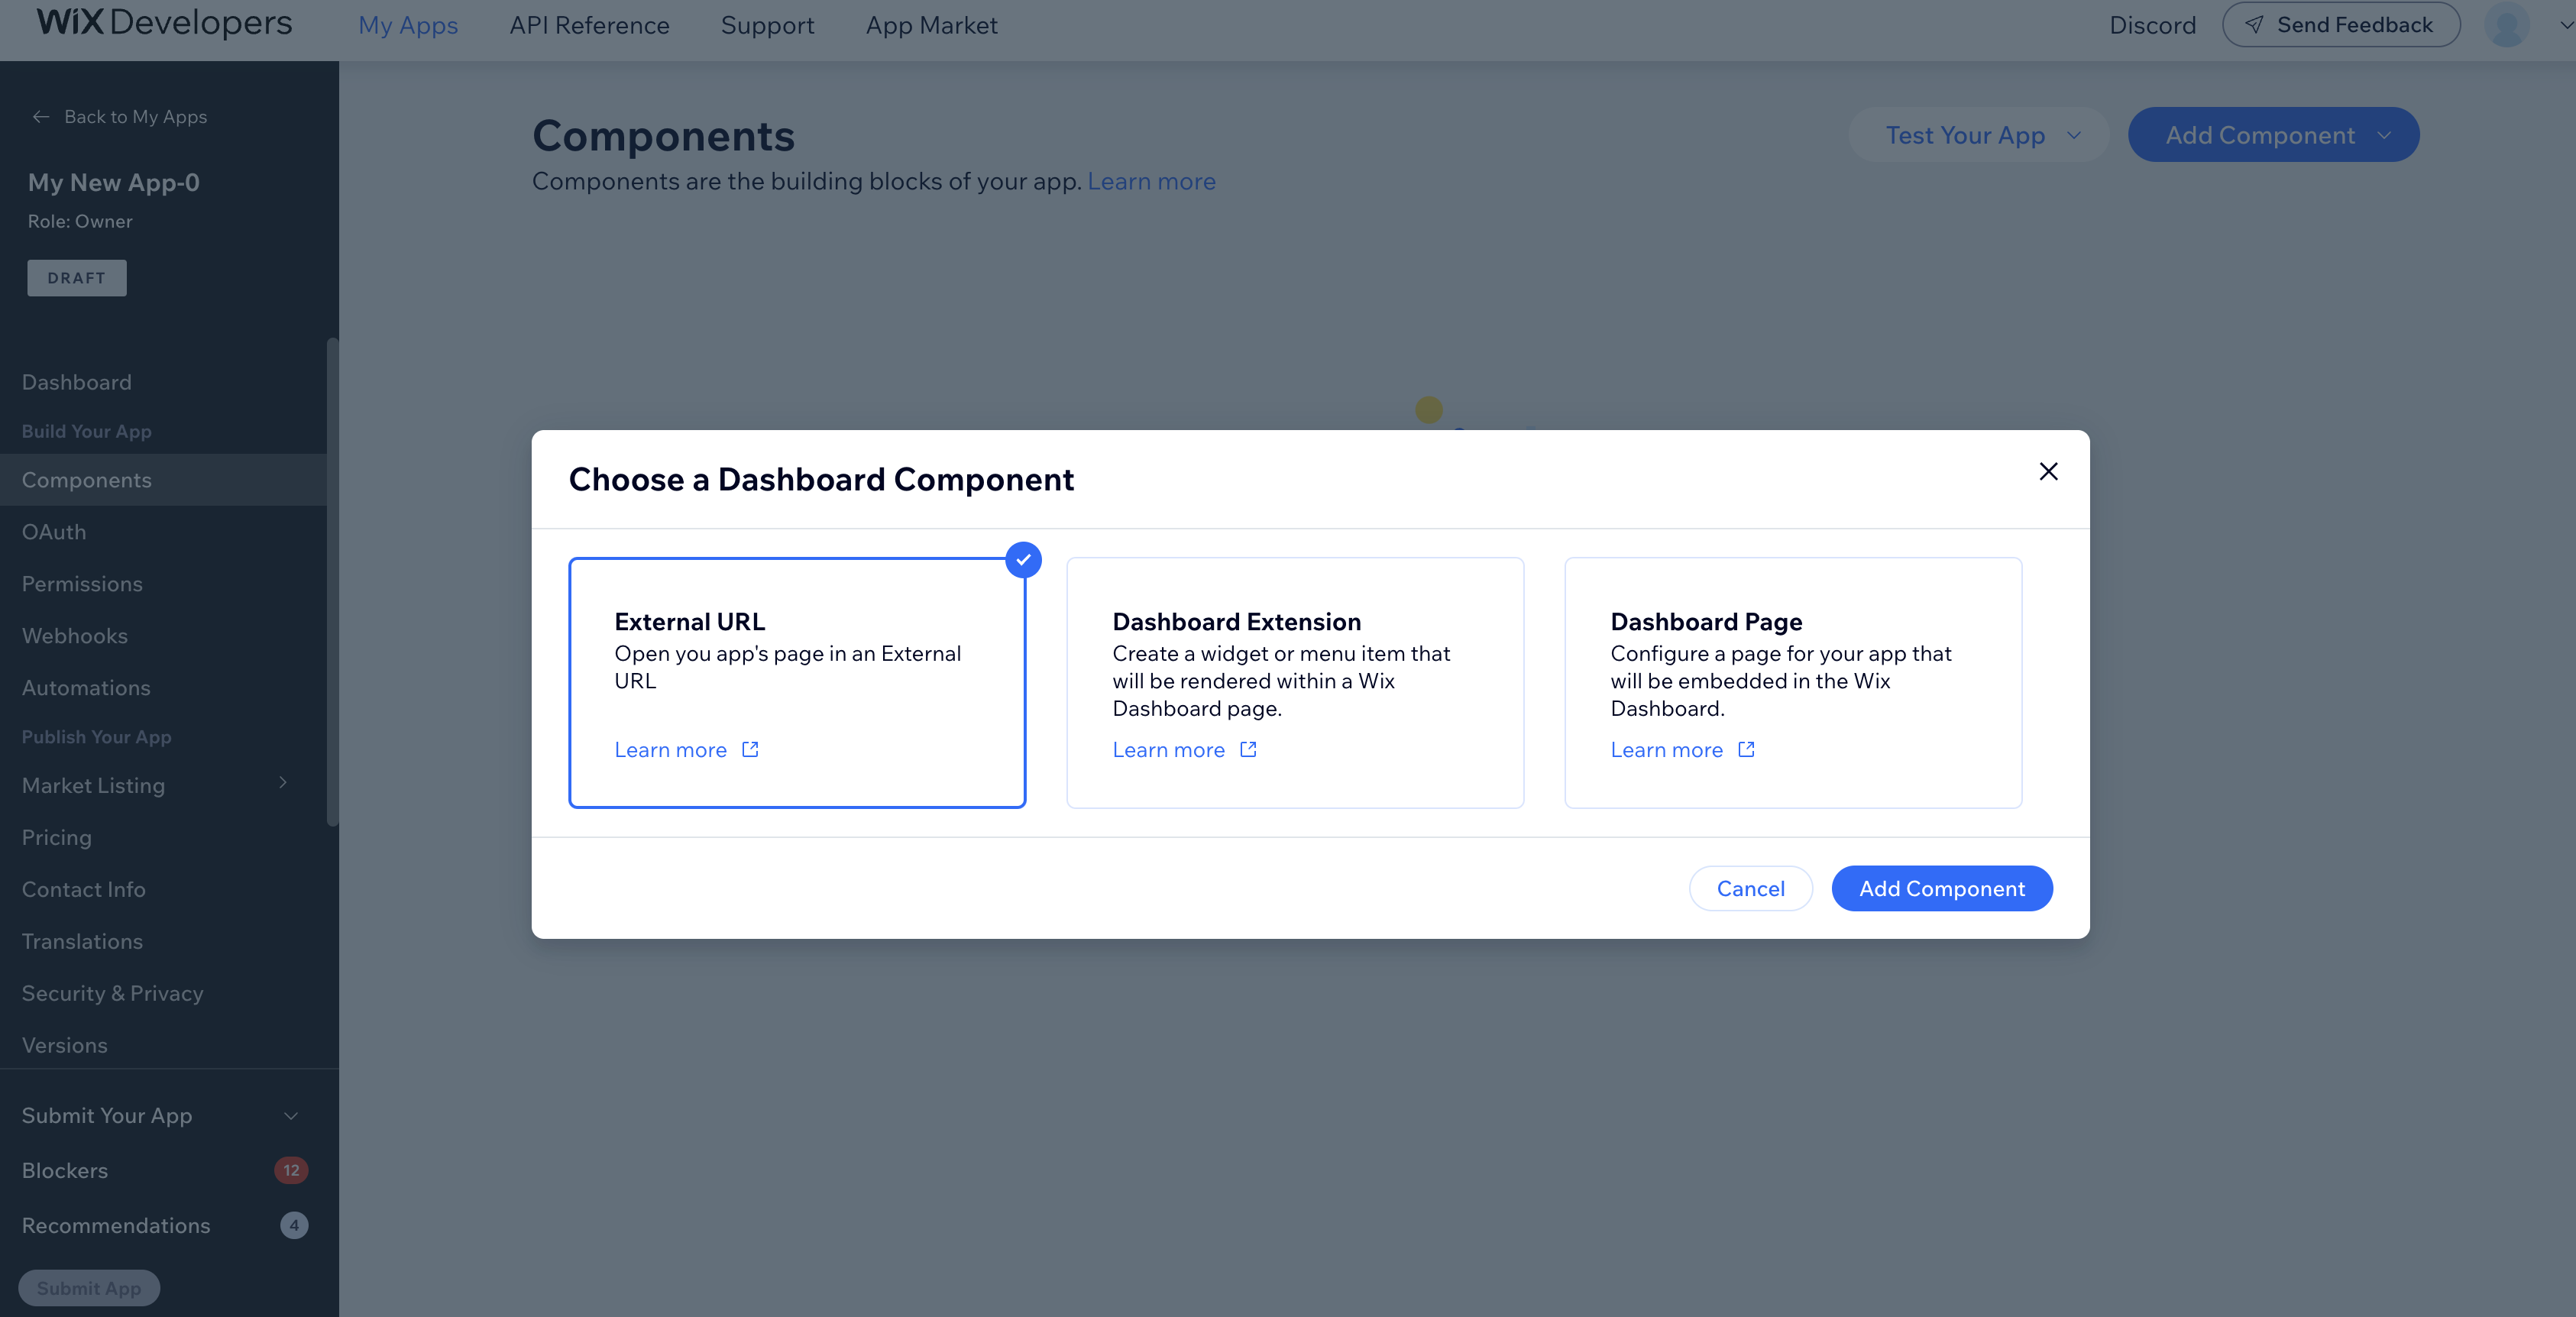 WiX Developers
My Apps
API Reference
Support
App Market
Discord
Send Feedback
Back to My Apps
My New App-0
Role: Owner
DRAFT
Dashboard
Build Your App
Components
OAuth
Permissions
Webhooks
Automations
Publish Your App
Market Listing
Pricing
Contact Info
Translations
Security & Privacy
Versions
Submit Your App
Blockers 12
Recommendations 4
Submit App
Components
Components are the building blocks of your app. Learn more
Test Your App
Add Component
Choose a Dashboard Component
External URL
Open you app's page in an External
URL
Learn more
Dashboard Extension
Create a widget or menu item that
will be rendered within a Wix
Dashboard page.
Learn more
Dashboard Page
Configure a page for your app that
will be embedded in the Wix
Dashboard.
Learn more
Cancel
Add Component